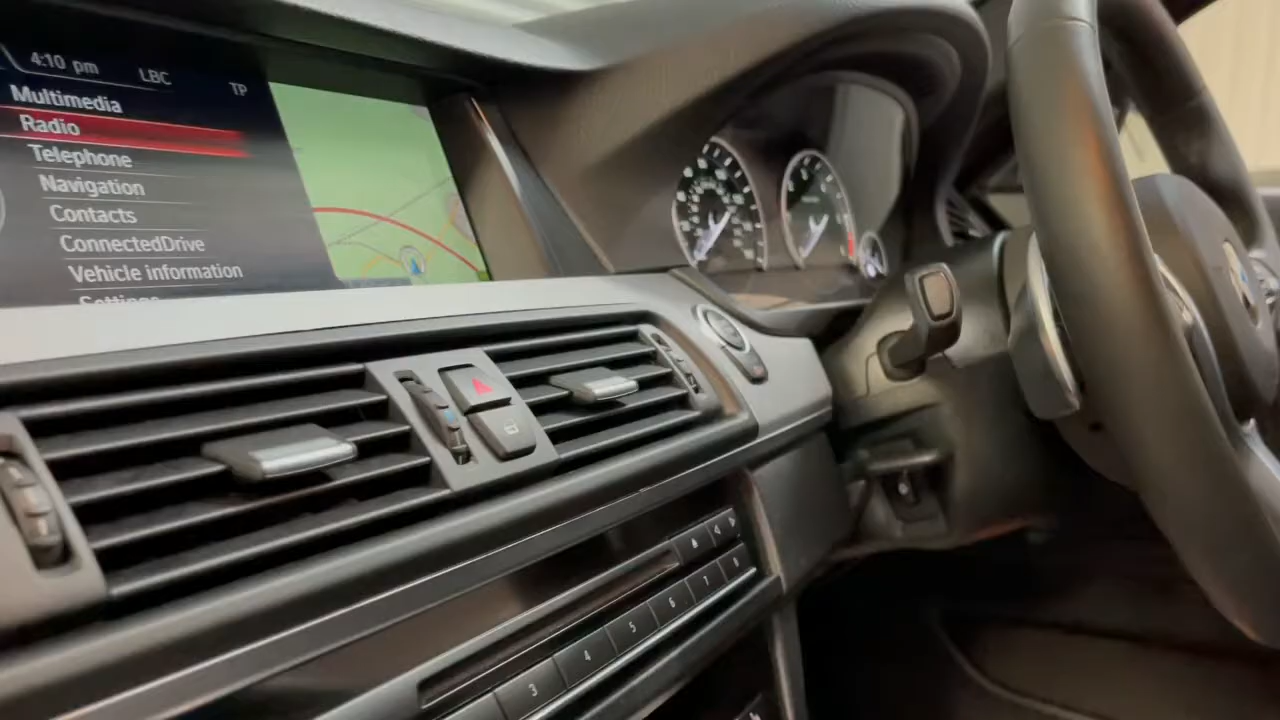 4:10 pm LBC TP
Multimedia
Radio
Telephone
Navigation
Contacts
ConnectedDrive
Vehicle information
Settings
3 4 5 6 7 8